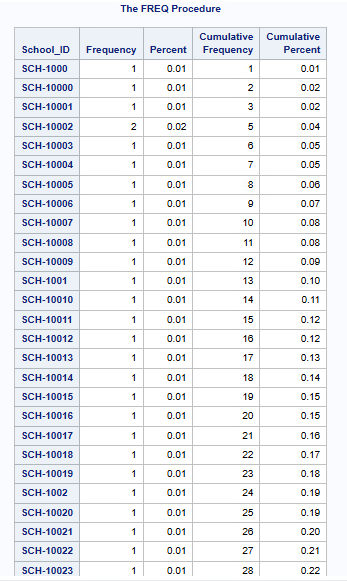 The FREQ Procedure
Cumulative Cumulative
School_ID Frequency Percent Frequency Percent
SCH-1000 1 0.01 1 0.01
SCH-10000 1 0.01 2 0.02
SCH-10001 1 0.01 3 0.02
SCH-10002 2 0.02 5 0.04
SCH-10003 1 0.01 6 0.05
SCH-10004 1 0.01 7 0.05
SCH-10005 1 0.01 8 0.06
SCH-10006 1 0.01 9 0.07
SCH-10007 1 0.01 10 0.08
SCH-10008 1 0.01 11 0.08
SCH-10009 1 0.01 12 0.09
SCH-1001 1 0.01 13 0.10
SCH-10010 1 0.01 14 0.11
SCH-10011 1 0.01 15 0.12
SCH-10012 1 0.01 16 0.12
SCH-10013 1 0.01 17 0.13
SCH-10014 1 0.01 18 0.14
SCH-10015 1 0.01 19 0.15
SCH-10016 1 0.01 20 0.15
SCH-10017 1 0.01 21 0.16
SCH-10018 1 0.01 22 0.17
SCH-10019 1 0.01 23 0.18
SCH-1002 1 0.01 24 0.19
SCH-10020 1 0.01 25 0.19
SCH-10021 1 0.01 26 0.20
SCH-10022 1 0.01 27 0.21
SCH-10023 1 0.01 28 0.22